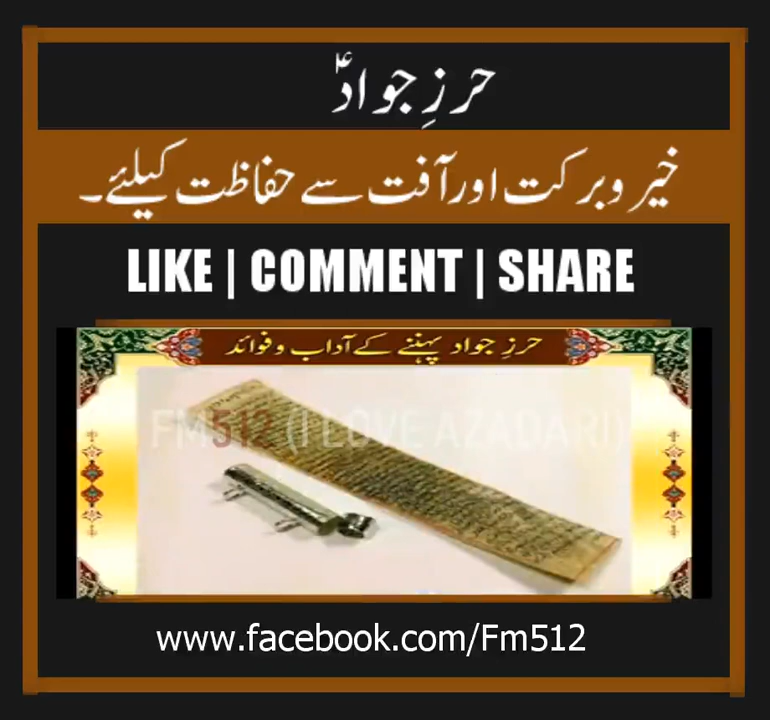 حرزِ جوادؑ
خیر و برکت اور آفت سے حفاظت کیلئے۔
LIKE | COMMENT | SHARE
حرزِ جواد پہننے کے آداب و فوائد
FM512 (I LOVE AZADARI)
www.facebook.com/Fm512